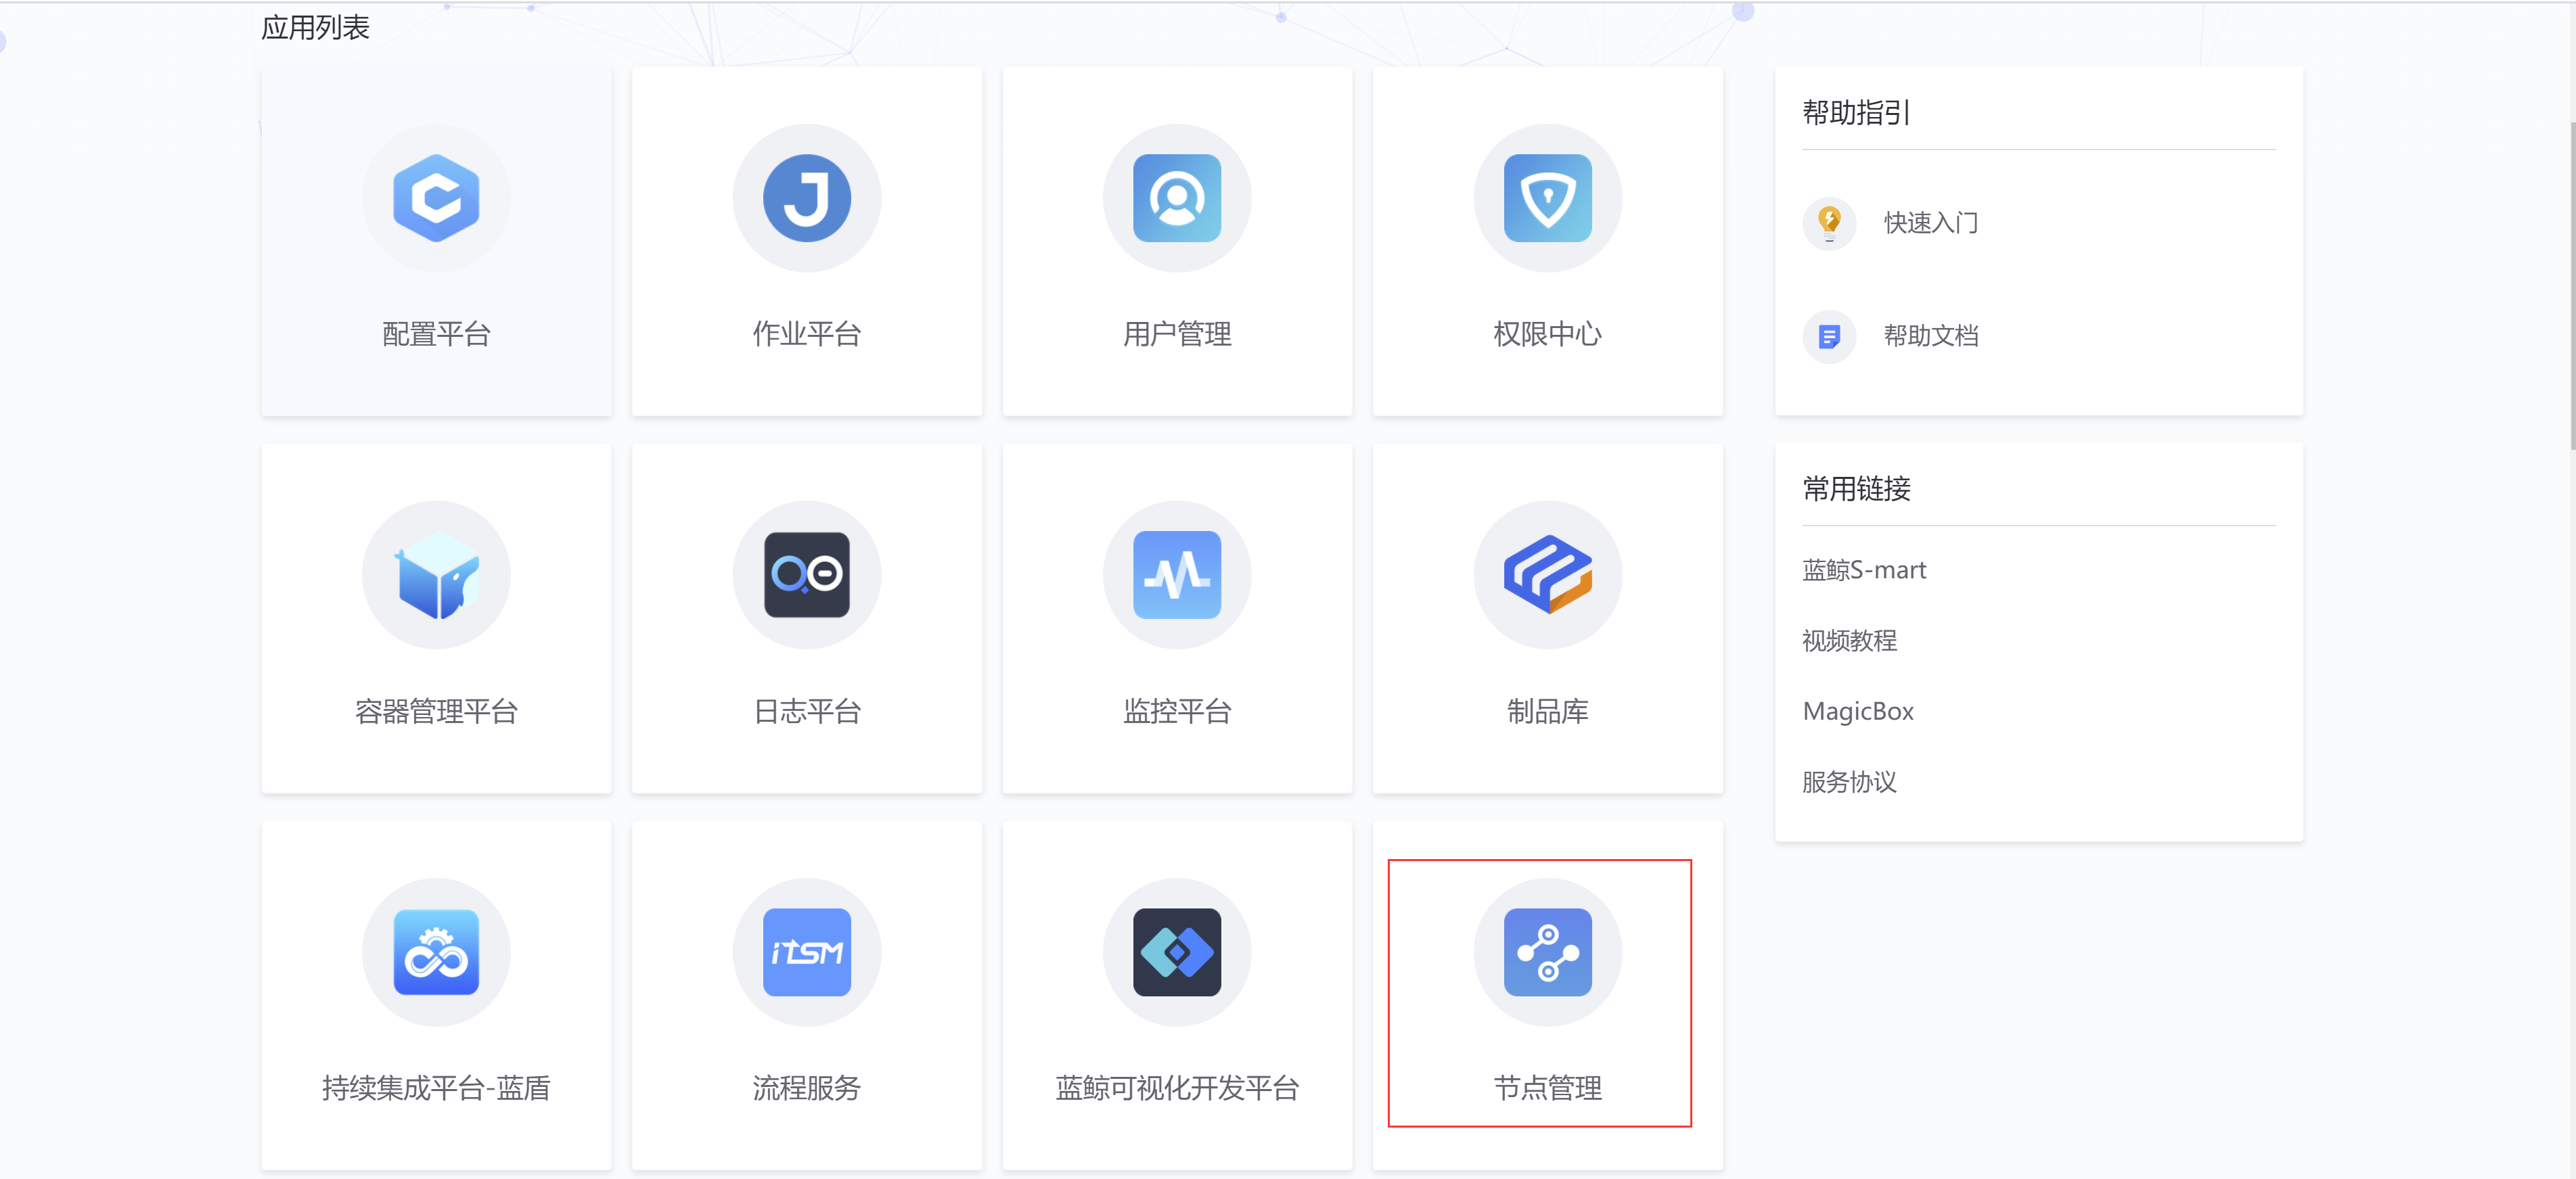 应用列表
配置平台
作业平台
用户管理
权限中心
容器管理平台
日志平台
监控平台
制品库
iTSM
持续集成平台-蓝盾
流程服务
蓝鲸可视化开发平台
节点管理
帮助指引
快速入门
帮助文档
常用链接
蓝鲸S-mart
视频教程
MagicBox
服务协议